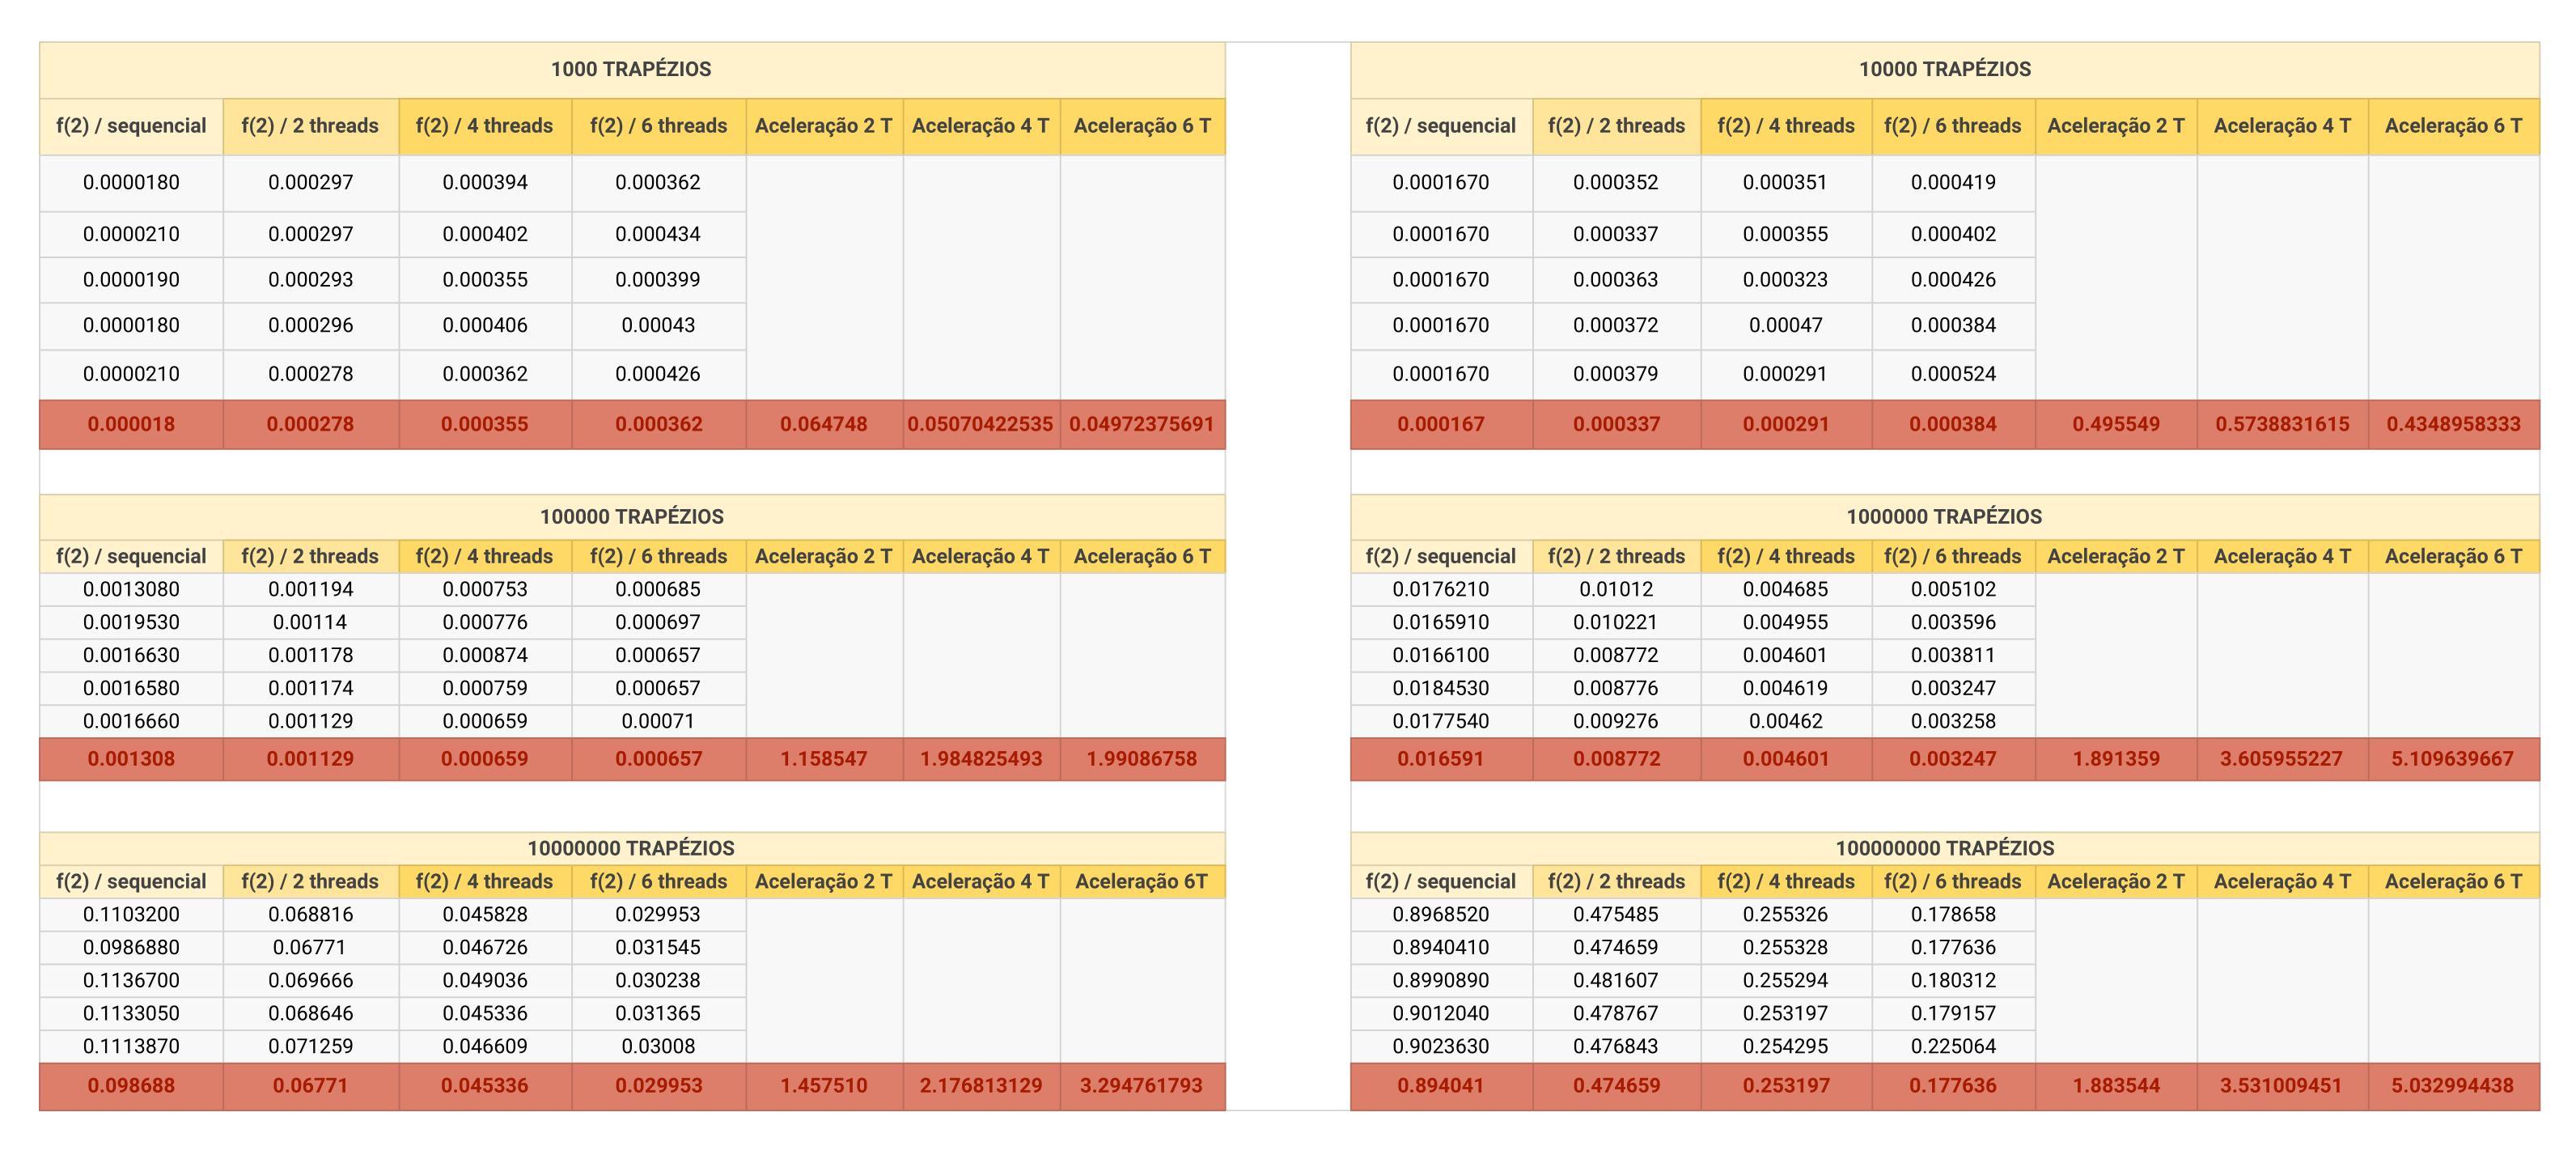 1000 TRAPÉZIOS
f(2) / sequencial f(2) / 2 threads f(2) / 4 threads f(2) / 6 threads Aceleração 2 T Aceleração 4 T Aceleração 6 T
0.0000180 0.000297 0.000394 0.000362
0.0000210 0.000297 0.000402 0.000434
0.0000190 0.000293 0.000355 0.000399
0.0000180 0.000296 0.000406 0.00043
0.0000210 0.000278 0.000362 0.000426
0.000018 0.000278 0.000355 0.000362 0.064748 0.05070422535 0.04972375691
10000 TRAPÉZIOS
f(2) / sequencial f(2) / 2 threads f(2) / 4 threads f(2) / 6 threads Aceleração 2 T Aceleração 4 T Aceleração 6 T
0.0001670 0.000352 0.000351 0.000419
0.0001670 0.000337 0.000355 0.000402
0.0001670 0.000363 0.000323 0.000426
0.0001670 0.000372 0.00047 0.000384
0.0001670 0.000379 0.000291 0.000524
0.000167 0.000337 0.000291 0.000384 0.495549 0.5738831615 0.4348958333
100000 TRAPÉZIOS
f(2) / sequencial f(2) / 2 threads f(2) / 4 threads f(2) / 6 threads Aceleração 2 T Aceleração 4 T Aceleração 6 T
0.0013080 0.001194 0.000753 0.000685
0.0019530 0.00114 0.000776 0.000697
0.0016630 0.001178 0.000874 0.000657
0.0016580 0.001174 0.000759 0.000657
0.0016660 0.001129 0.000659 0.00071
0.001308 0.001129 0.000659 0.000657 1.158547 1.984825493 1.99086758
1000000 TRAPÉZIOS
f(2) / sequencial f(2) / 2 threads f(2) / 4 threads f(2) / 6 threads Aceleração 2 T Aceleração 4 T Aceleração 6 T
0.0176210 0.01012 0.004685 0.005102
0.0165910 0.010221 0.004955 0.003596
0.0166100 0.008772 0.004601 0.003811
0.0184530 0.008776 0.004619 0.003247
0.0177540 0.009276 0.00462 0.003258
0.016591 0.008772 0.004601 0.003247 1.891359 3.605955227 5.109639667
10000000 TRAPÉZIOS
f(2) / sequencial f(2) / 2 threads f(2) / 4 threads f(2) / 6 threads Aceleração 2 T Aceleração 4 T Aceleração 6T
0.1103200 0.068816 0.045828 0.029953
0.0986880 0.06771 0.046726 0.031545
0.1136700 0.069666 0.049036 0.030238
0.1133050 0.068646 0.045336 0.031365
0.1113870 0.071259 0.046609 0.03008
0.098688 0.06771 0.045336 0.029953 1.457510 2.176813129 3.294761793
100000000 TRAPÉZIOS
f(2) / sequencial f(2) / 2 threads f(2) / 4 threads f(2) / 6 threads Aceleração 2 T Aceleração 4 T Aceleração 6 T
0.8968520 0.475485 0.255326 0.178658
0.8940410 0.474659 0.255328 0.177636
0.8990890 0.481607 0.255294 0.180312
0.9012040 0.478767 0.253197 0.179157
0.9023630 0.476843 0.254295 0.225064
0.894041 0.474659 0.253197 0.177636 1.883544 3.531009451 5.032994438